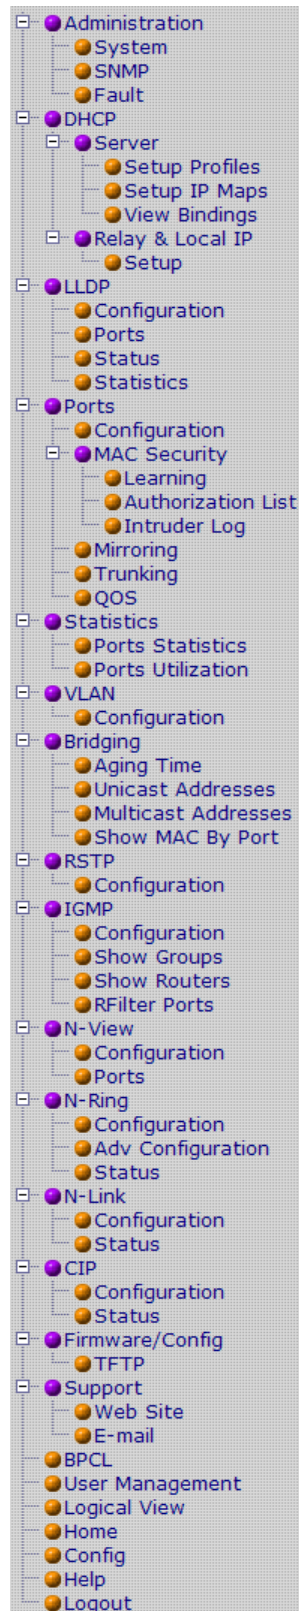 Administration
System
SNMP
Fault
DHCP
Server
Setup Profiles
Setup IP Maps
View Bindings
Relay & Local IP
Setup
LLDP
Configuration
Ports
Status
Statistics
Ports
Configuration
MAC Security
Learning
Authorization List
Intruder Log
Mirroring
Trunking
QOS
Statistics
Ports Statistics
Ports Utilization
VLAN
Configuration
Bridging
Aging Time
Unicast Addresses
Multicast Addresses
Show MAC By Port
RSTP
Configuration
IGMP
Configuration
Show Groups
Show Routers
RFilter Ports
N-View
Configuration
Ports
N-Ring
Configuration
Adv Configuration
Status
N-Link
Configuration
Status
CIP
Configuration
Status
Firmware/Config
TFTP
Support
Web Site
E-mail
BPCL
User Management
Logical View
Home
Config
Help
Logout